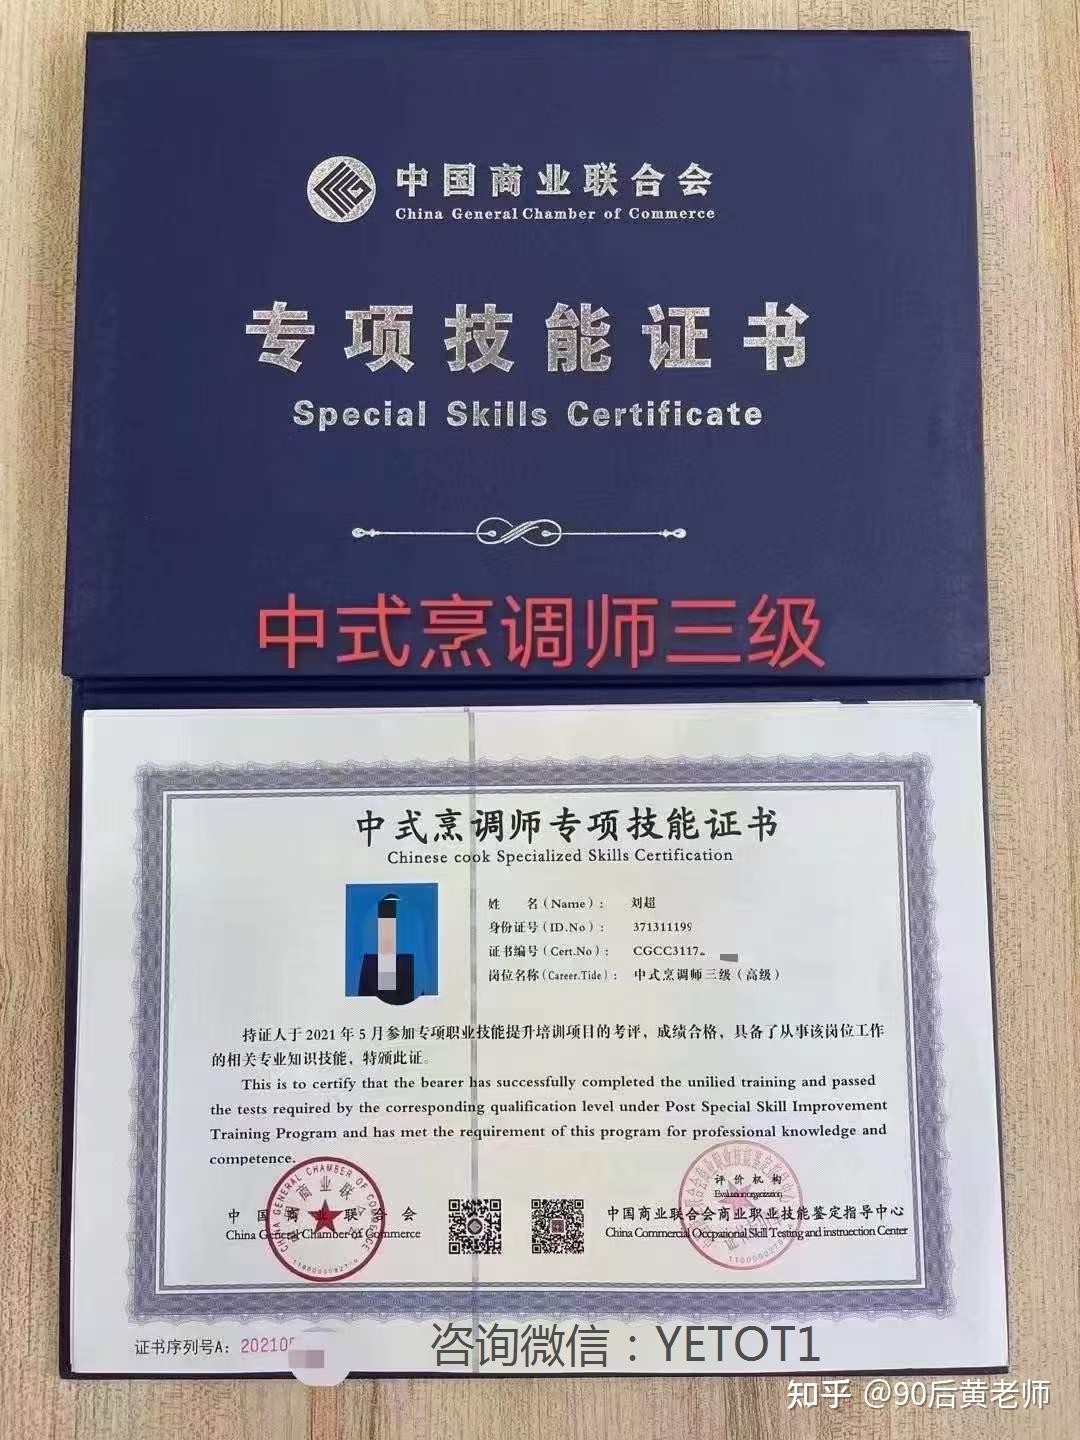 中国商业联合会
China General Chamber of Commerce
专项技能证书
Special Skills Certificate
中式烹调师三级
中式烹调师专项技能证书
Chinese cook Specialized Skills Certification
姓 名(Name): 刘超
身份证号(ID.No): 371311199
证书编号(Cert.No): CGCC3117
岗位名称(Career.Tide): 中式烹调师三级(高级)
持证人于2021年5月参加专项职业技能提升培训项目的考评,成绩合格,具备了从事该岗位工作
的相关专业知识技能,特颁此证。
This is to certify that the bearer has successfully completed the unilied training and passed
the tests required by the corresponding qualification level under Post Special Skill Improvement
Training Program and has met the requirement of this program for professional knowledge and
competence.
评价机构
Evaluation organization
中国商业联合会
China General Chamber of Commerce
中国商业联合会商业职业技能鉴定指导中心
China Commercial Occpational Skill Testing and instruection Center
CHINA GENERAL CHAMBER OF COMMERCE
证书序列号A: 202105
咨询微信:YETOT1
知乎 @90后黄老师